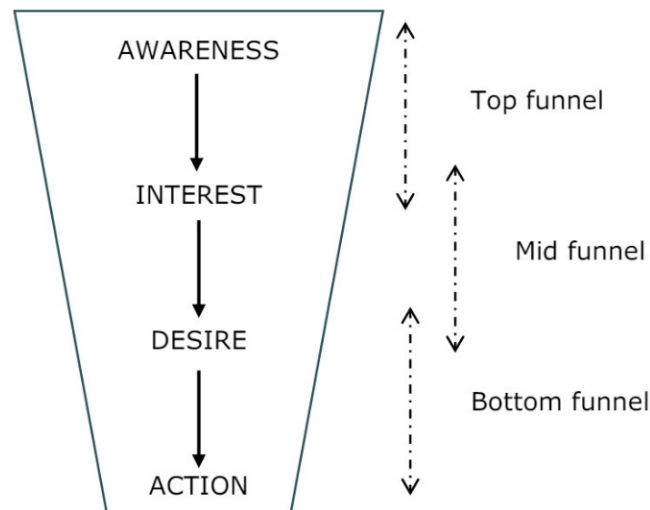 AWARENESS
Top funnel
INTEREST
Mid funnel
DESIRE
Bottom funnel
ACTION